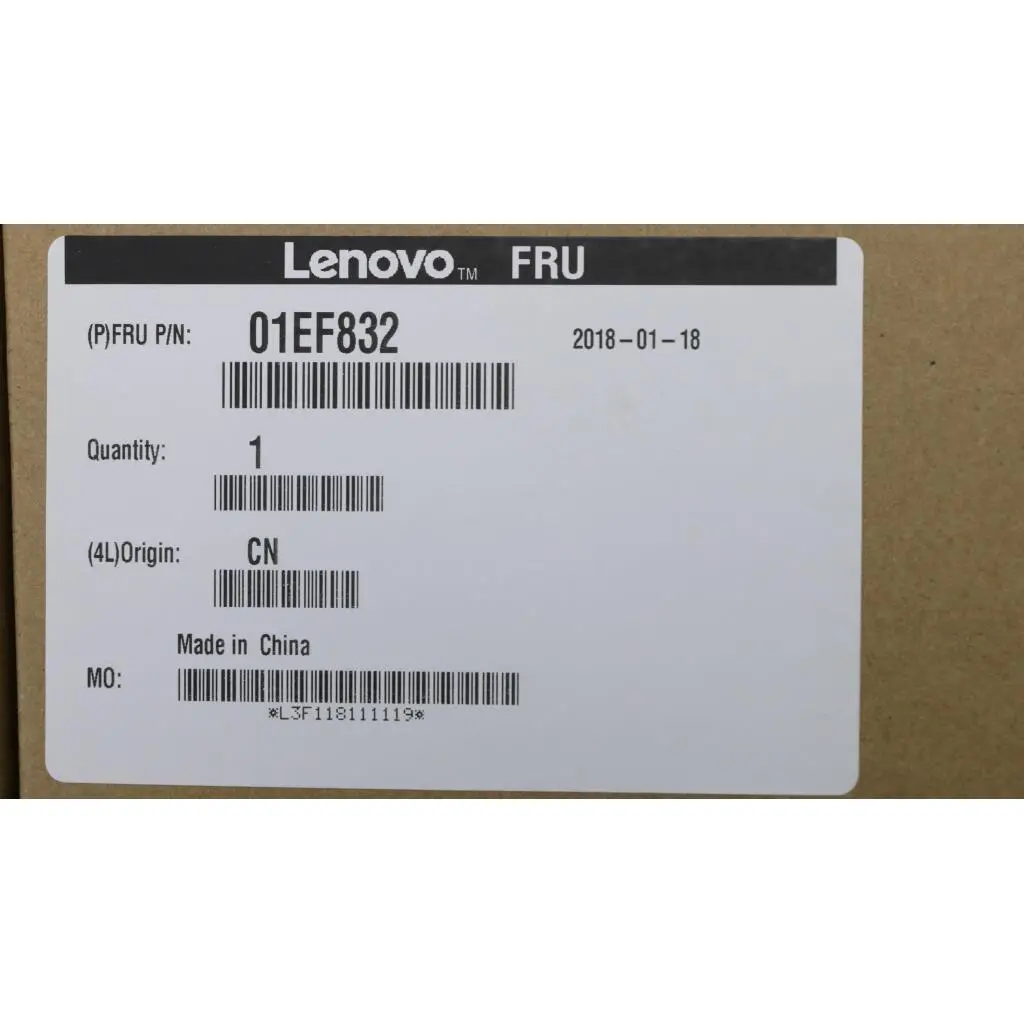 Lenovo™ FRU
(P)FRU P/N: 01EF832 2018-01-18
Quantity: 1
(4L)Origin: CN
Made in China
MO:
*L3F118111119*